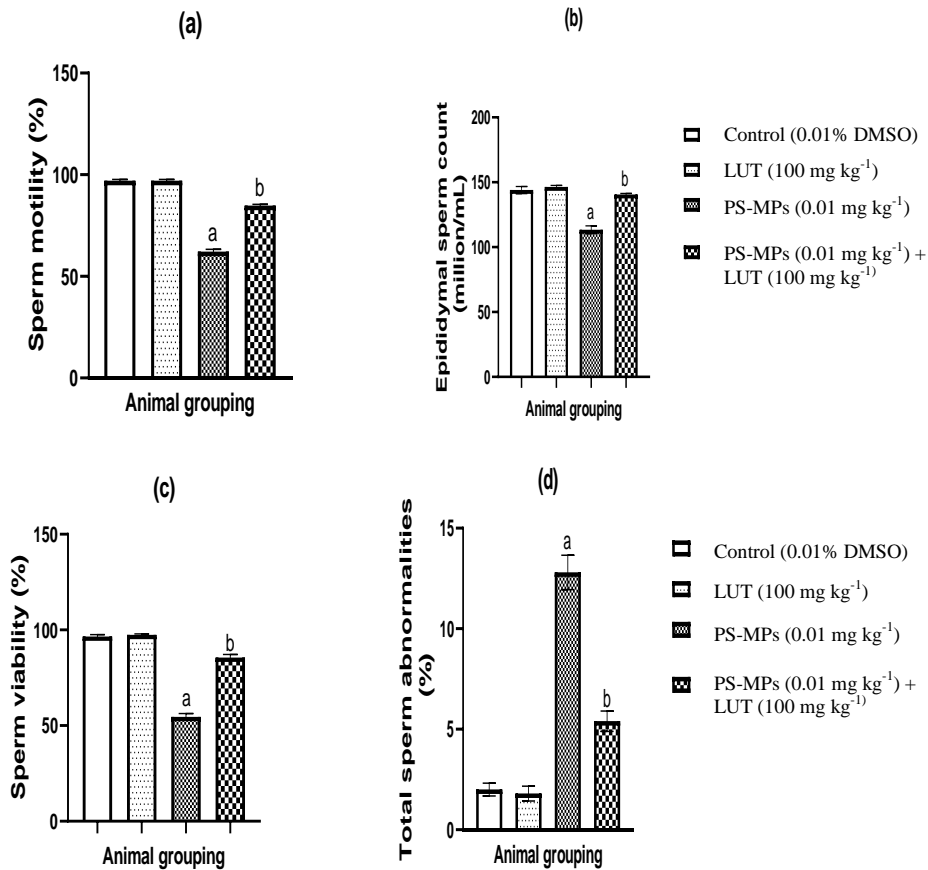 (a)
Sperm motility (%)
150
100
50
0
a
b
Animal grouping
(b)
Epididymal sperm count
(million/mL)
200
150
100
50
0
a
b
Animal grouping
Control (0.01% DMSO)
LUT (100 mg kg⁻¹)
PS-MPs (0.01 mg kg⁻¹)
PS-MPs (0.01 mg kg⁻¹) +
LUT (100 mg kg⁻¹⁾
(c)
Sperm viability (%)
150
100
50
0
a
b
Animal grouping
(d)
Total sperm abnormalities
(%)
15
10
5
0
a
b
Animal grouping
Control (0.01% DMSO)
LUT (100 mg kg⁻¹)
PS-MPs (0.01 mg kg⁻¹)
PS-MPs (0.01 mg kg⁻¹) +
LUT (100 mg kg⁻¹⁾